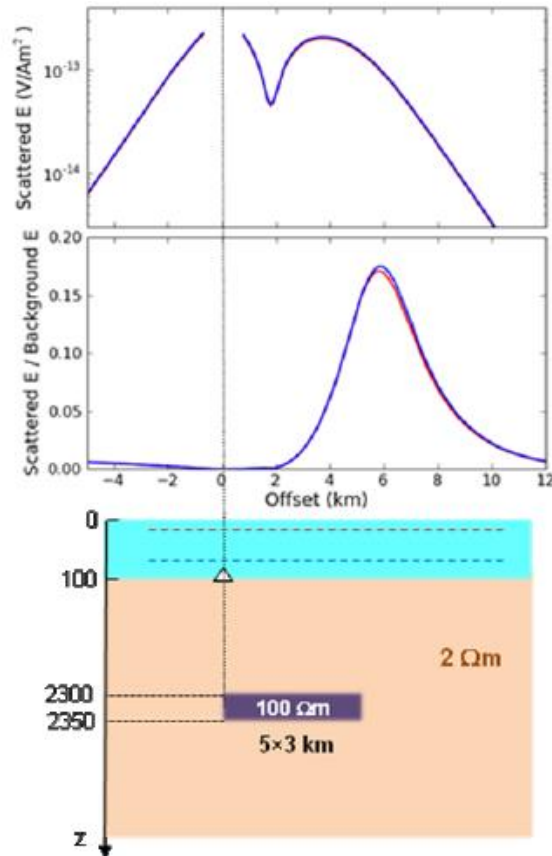 Scattered E (V/Am²)
10⁻¹³
10⁻¹⁴
Scattered E / Background E
0.20
0.15
0.10
0.05
0.00
−4 −2 0 2 4 6 8 10 12
Offset (km)
0
100
2 Ωm
2300
100 Ωm
2350
5×3 km
z